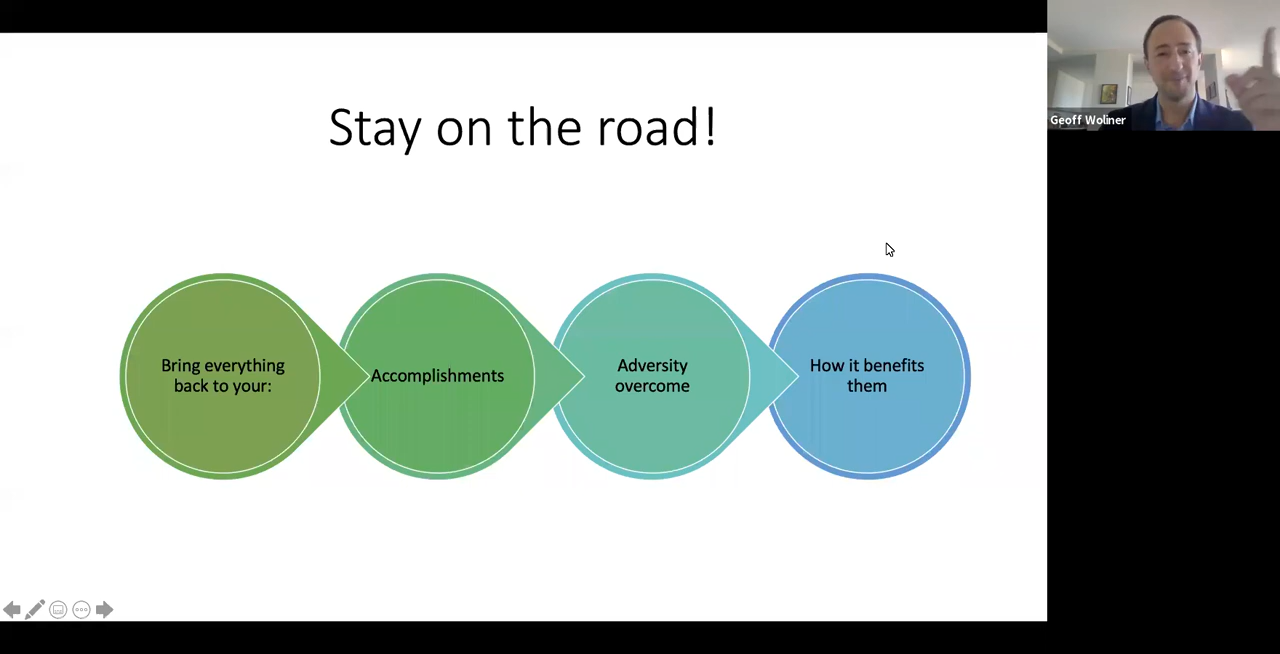 Stay on the road!
Geoff Woliner
Bring everything
back to your:
Accomplishments
Adversity
overcome
How it benefits
them